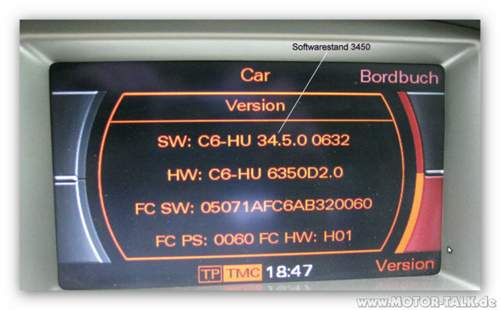 Softwarestand 3450
Car
Bordbuch
Version
SW: C6-HU 34.5.0 0632
HW: C6-HU 6350D2.0
FC SW: 05071AFC6AB320060
FC PS: 0060 FC HW: H01
TP TMC 18:47
Version
www.MOTOR-TALK.de